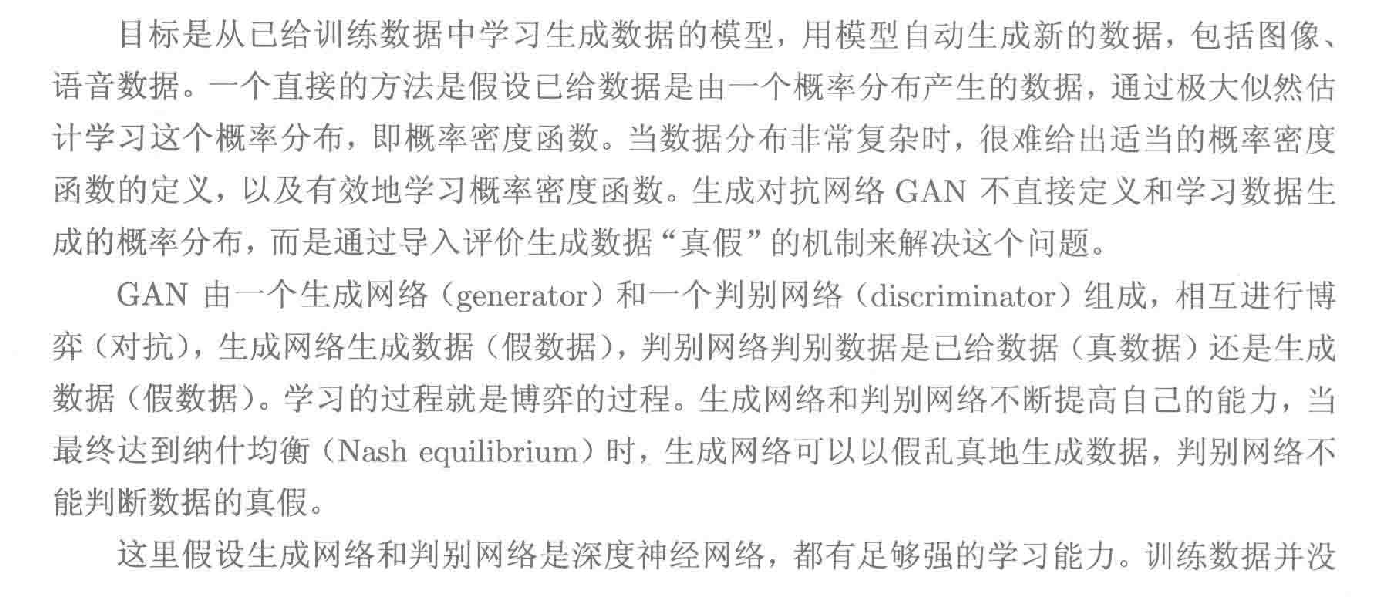 目标是从已给训练数据中学习生成数据的模型，用模型自动生成新的数据，包括图像、
语音数据。一个直接的方法是假设已给数据是由一个概率分布产生的数据，通过极大似然估
计学习这个概率分布，即概率密度函数。当数据分布非常复杂时，很难给出适当的概率密度
函数的定义，以及有效地学习概率密度函数。生成对抗网络 GAN 不直接定义和学习数据生
成的概率分布，而是通过导入评价生成数据“真假”的机制来解决这个问题。
GAN 由一个生成网络（generator）和一个判别网络（discriminator）组成，相互进行博
弈（对抗），生成网络生成数据（假数据），判别网络判别数据是已给数据（真数据）还是生成
数据（假数据）。学习的过程就是博弈的过程。生成网络和判别网络不断提高自己的能力，当
最终达到纳什均衡（Nash equilibrium）时，生成网络可以以假乱真地生成数据，判别网络不
能判断数据的真假。
这里假设生成网络和判别网络是深度神经网络，都有足够强的学习能力。训练数据并没